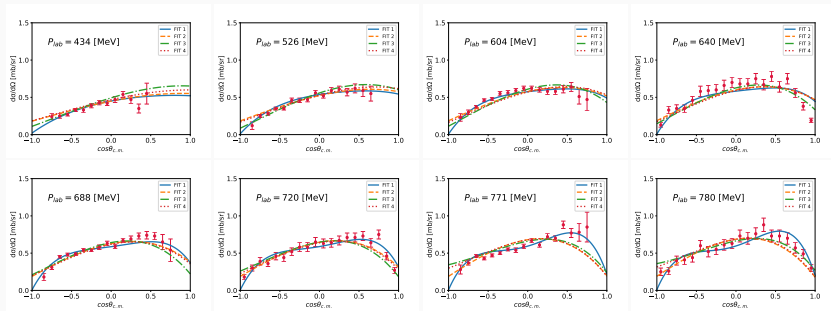 P_lab = 434 [MeV]
FIT 1
FIT 2
FIT 3
FIT 4
dσ/dΩ [mb/sr]
1.5
1.0
0.5
0.0
−1.0 −0.5 0.0 0.5 1.0
cosθ_c.m.
P_lab = 526 [MeV]
FIT 1
FIT 2
FIT 3
FIT 4
dσ/dΩ [mb/sr]
1.5
1.0
0.5
0.0
−1.0 −0.5 0.0 0.5 1.0
cosθ_c.m.
P_lab = 604 [MeV]
FIT 1
FIT 2
FIT 3
FIT 4
dσ/dΩ [mb/sr]
1.5
1.0
0.5
0.0
−1.0 −0.5 0.0 0.5 1.0
cosθ_c.m.
P_lab = 640 [MeV]
FIT 1
FIT 2
FIT 3
FIT 4
dσ/dΩ [mb/sr]
1.5
1.0
0.5
0.0
−1.0 −0.5 0.0 0.5 1.0
cosθ_c.m.
P_lab = 688 [MeV]
FIT 1
FIT 2
FIT 3
FIT 4
dσ/dΩ [mb/sr]
1.5
1.0
0.5
0.0
−1.0 −0.5 0.0 0.5 1.0
cosθ_c.m.
P_lab = 720 [MeV]
FIT 1
FIT 2
FIT 3
FIT 4
dσ/dΩ [mb/sr]
1.5
1.0
0.5
0.0
−1.0 −0.5 0.0 0.5 1.0
cosθ_c.m.
P_lab = 771 [MeV]
FIT 1
FIT 2
FIT 3
FIT 4
dσ/dΩ [mb/sr]
1.5
1.0
0.5
0.0
−1.0 −0.5 0.0 0.5 1.0
cosθ_c.m.
P_lab = 780 [MeV]
FIT 1
FIT 2
FIT 3
FIT 4
dσ/dΩ [mb/sr]
1.5
1.0
0.5
0.0
−1.0 −0.5 0.0 0.5 1.0
cosθ_c.m.